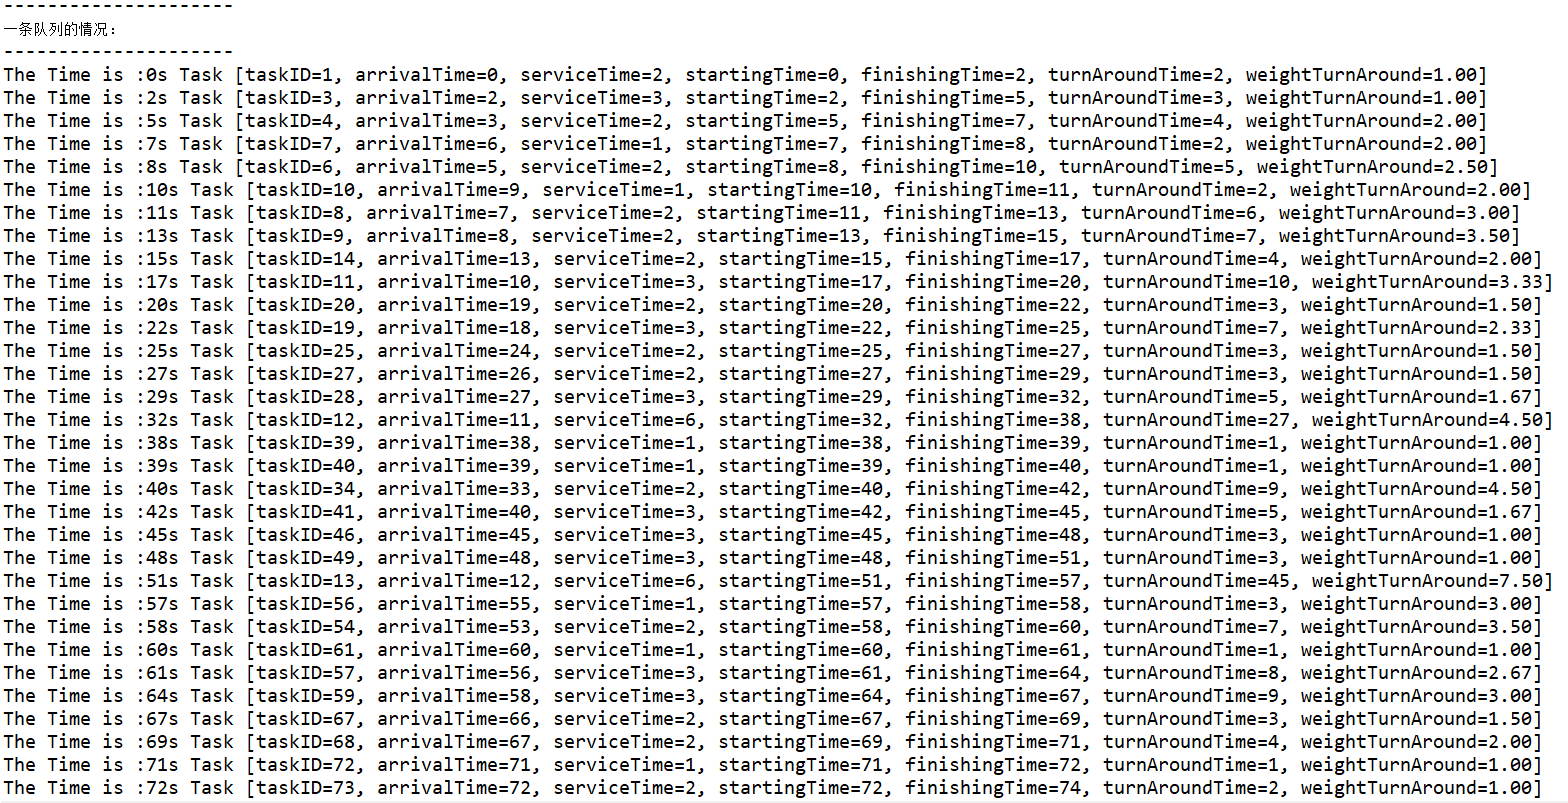 ---------------------
一条队列的情况：
---------------------
The Time is :0s Task [taskID=1, arrivalTime=0, serviceTime=2, startingTime=0, finishingTime=2, turnAroundTime=2, weightTurnAround=1.00]
The Time is :2s Task [taskID=3, arrivalTime=2, serviceTime=3, startingTime=2, finishingTime=5, turnAroundTime=3, weightTurnAround=1.00]
The Time is :5s Task [taskID=4, arrivalTime=3, serviceTime=2, startingTime=5, finishingTime=7, turnAroundTime=4, weightTurnAround=2.00]
The Time is :7s Task [taskID=7, arrivalTime=6, serviceTime=1, startingTime=7, finishingTime=8, turnAroundTime=2, weightTurnAround=2.00]
The Time is :8s Task [taskID=6, arrivalTime=5, serviceTime=2, startingTime=8, finishingTime=10, turnAroundTime=5, weightTurnAround=2.50]
The Time is :10s Task [taskID=10, arrivalTime=9, serviceTime=1, startingTime=10, finishingTime=11, turnAroundTime=2, weightTurnAround=2.00]
The Time is :11s Task [taskID=8, arrivalTime=7, serviceTime=2, startingTime=11, finishingTime=13, turnAroundTime=6, weightTurnAround=3.00]
The Time is :13s Task [taskID=9, arrivalTime=8, serviceTime=2, startingTime=13, finishingTime=15, turnAroundTime=7, weightTurnAround=3.50]
The Time is :15s Task [taskID=14, arrivalTime=13, serviceTime=2, startingTime=15, finishingTime=17, turnAroundTime=4, weightTurnAround=2.00]
The Time is :17s Task [taskID=11, arrivalTime=10, serviceTime=3, startingTime=17, finishingTime=20, turnAroundTime=10, weightTurnAround=3.33]
The Time is :20s Task [taskID=20, arrivalTime=19, serviceTime=2, startingTime=20, finishingTime=22, turnAroundTime=3, weightTurnAround=1.50]
The Time is :22s Task [taskID=19, arrivalTime=18, serviceTime=3, startingTime=22, finishingTime=25, turnAroundTime=7, weightTurnAround=2.33]
The Time is :25s Task [taskID=25, arrivalTime=24, serviceTime=2, startingTime=25, finishingTime=27, turnAroundTime=3, weightTurnAround=1.50]
The Time is :27s Task [taskID=27, arrivalTime=26, serviceTime=2, startingTime=27, finishingTime=29, turnAroundTime=3, weightTurnAround=1.50]
The Time is :29s Task [taskID=28, arrivalTime=27, serviceTime=3, startingTime=29, finishingTime=32, turnAroundTime=5, weightTurnAround=1.67]
The Time is :32s Task [taskID=12, arrivalTime=11, serviceTime=6, startingTime=32, finishingTime=38, turnAroundTime=27, weightTurnAround=4.50]
The Time is :38s Task [taskID=39, arrivalTime=38, serviceTime=1, startingTime=38, finishingTime=39, turnAroundTime=1, weightTurnAround=1.00]
The Time is :39s Task [taskID=40, arrivalTime=39, serviceTime=1, startingTime=39, finishingTime=40, turnAroundTime=1, weightTurnAround=1.00]
The Time is :40s Task [taskID=34, arrivalTime=33, serviceTime=2, startingTime=40, finishingTime=42, turnAroundTime=9, weightTurnAround=4.50]
The Time is :42s Task [taskID=41, arrivalTime=40, serviceTime=3, startingTime=42, finishingTime=45, turnAroundTime=5, weightTurnAround=1.67]
The Time is :45s Task [taskID=46, arrivalTime=45, serviceTime=3, startingTime=45, finishingTime=48, turnAroundTime=3, weightTurnAround=1.00]
The Time is :48s Task [taskID=49, arrivalTime=48, serviceTime=3, startingTime=48, finishingTime=51, turnAroundTime=3, weightTurnAround=1.00]
The Time is :51s Task [taskID=13, arrivalTime=12, serviceTime=6, startingTime=51, finishingTime=57, turnAroundTime=45, weightTurnAround=7.50]
The Time is :57s Task [taskID=56, arrivalTime=55, serviceTime=1, startingTime=57, finishingTime=58, turnAroundTime=3, weightTurnAround=3.00]
The Time is :58s Task [taskID=54, arrivalTime=53, serviceTime=2, startingTime=58, finishingTime=60, turnAroundTime=7, weightTurnAround=3.50]
The Time is :60s Task [taskID=61, arrivalTime=60, serviceTime=1, startingTime=60, finishingTime=61, turnAroundTime=1, weightTurnAround=1.00]
The Time is :61s Task [taskID=57, arrivalTime=56, serviceTime=3, startingTime=61, finishingTime=64, turnAroundTime=8, weightTurnAround=2.67]
The Time is :64s Task [taskID=59, arrivalTime=58, serviceTime=3, startingTime=64, finishingTime=67, turnAroundTime=9, weightTurnAround=3.00]
The Time is :67s Task [taskID=67, arrivalTime=66, serviceTime=2, startingTime=67, finishingTime=69, turnAroundTime=3, weightTurnAround=1.50]
The Time is :69s Task [taskID=68, arrivalTime=67, serviceTime=2, startingTime=69, finishingTime=71, turnAroundTime=4, weightTurnAround=2.00]
The Time is :71s Task [taskID=72, arrivalTime=71, serviceTime=1, startingTime=71, finishingTime=72, turnAroundTime=1, weightTurnAround=1.00]
The Time is :72s Task [taskID=73, arrivalTime=72, serviceTime=2, startingTime=72, finishingTime=74, turnAroundTime=2, weightTurnAround=1.00]